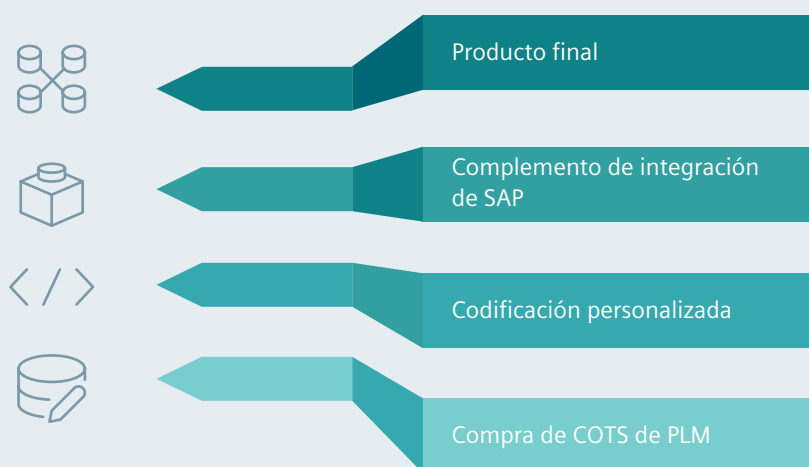 Producto final
Complemento de integración
de SAP
Codificación personalizada
Compra de COTS de PLM